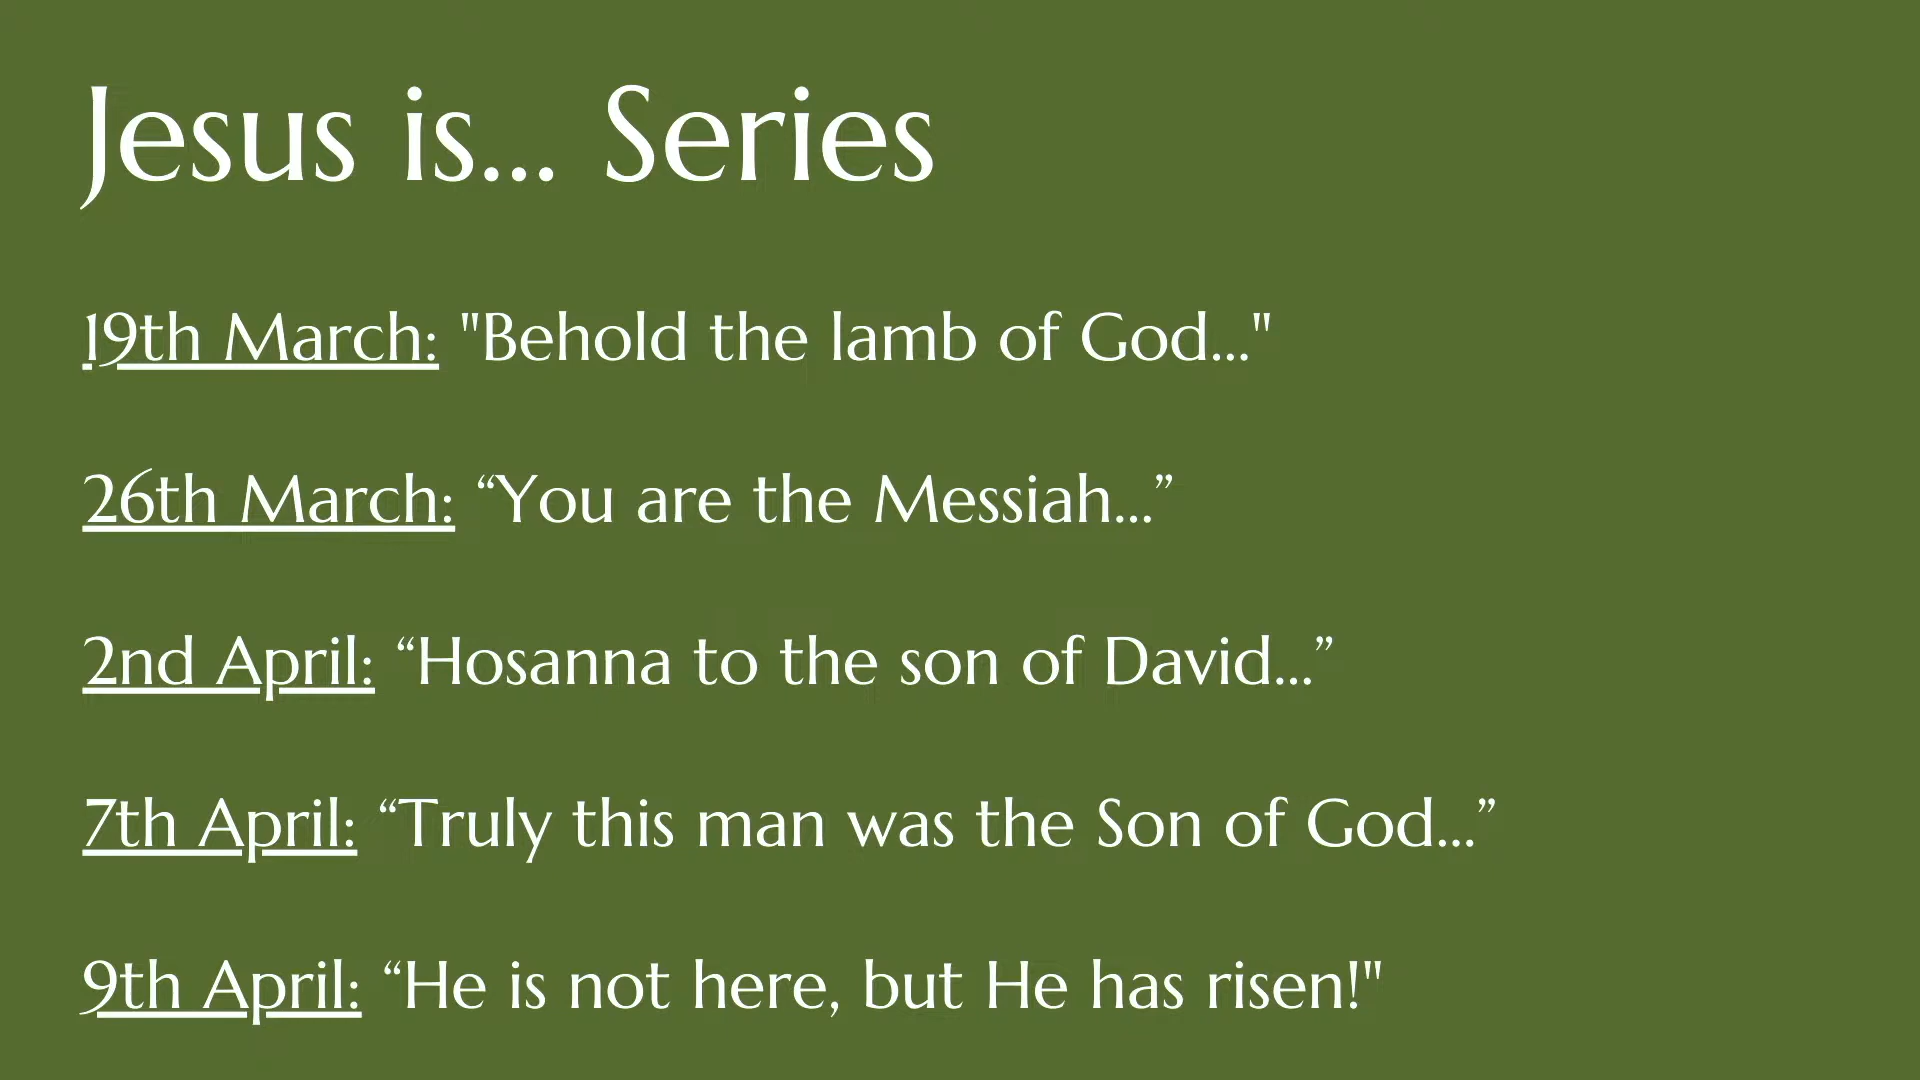 Jesus is... Series
19th March: "Behold the lamb of God..."
26th March: “You are the Messiah...”
2nd April: “Hosanna to the son of David...”
7th April: “Truly this man was the Son of God...”
9th April: “He is not here, but He has risen!"